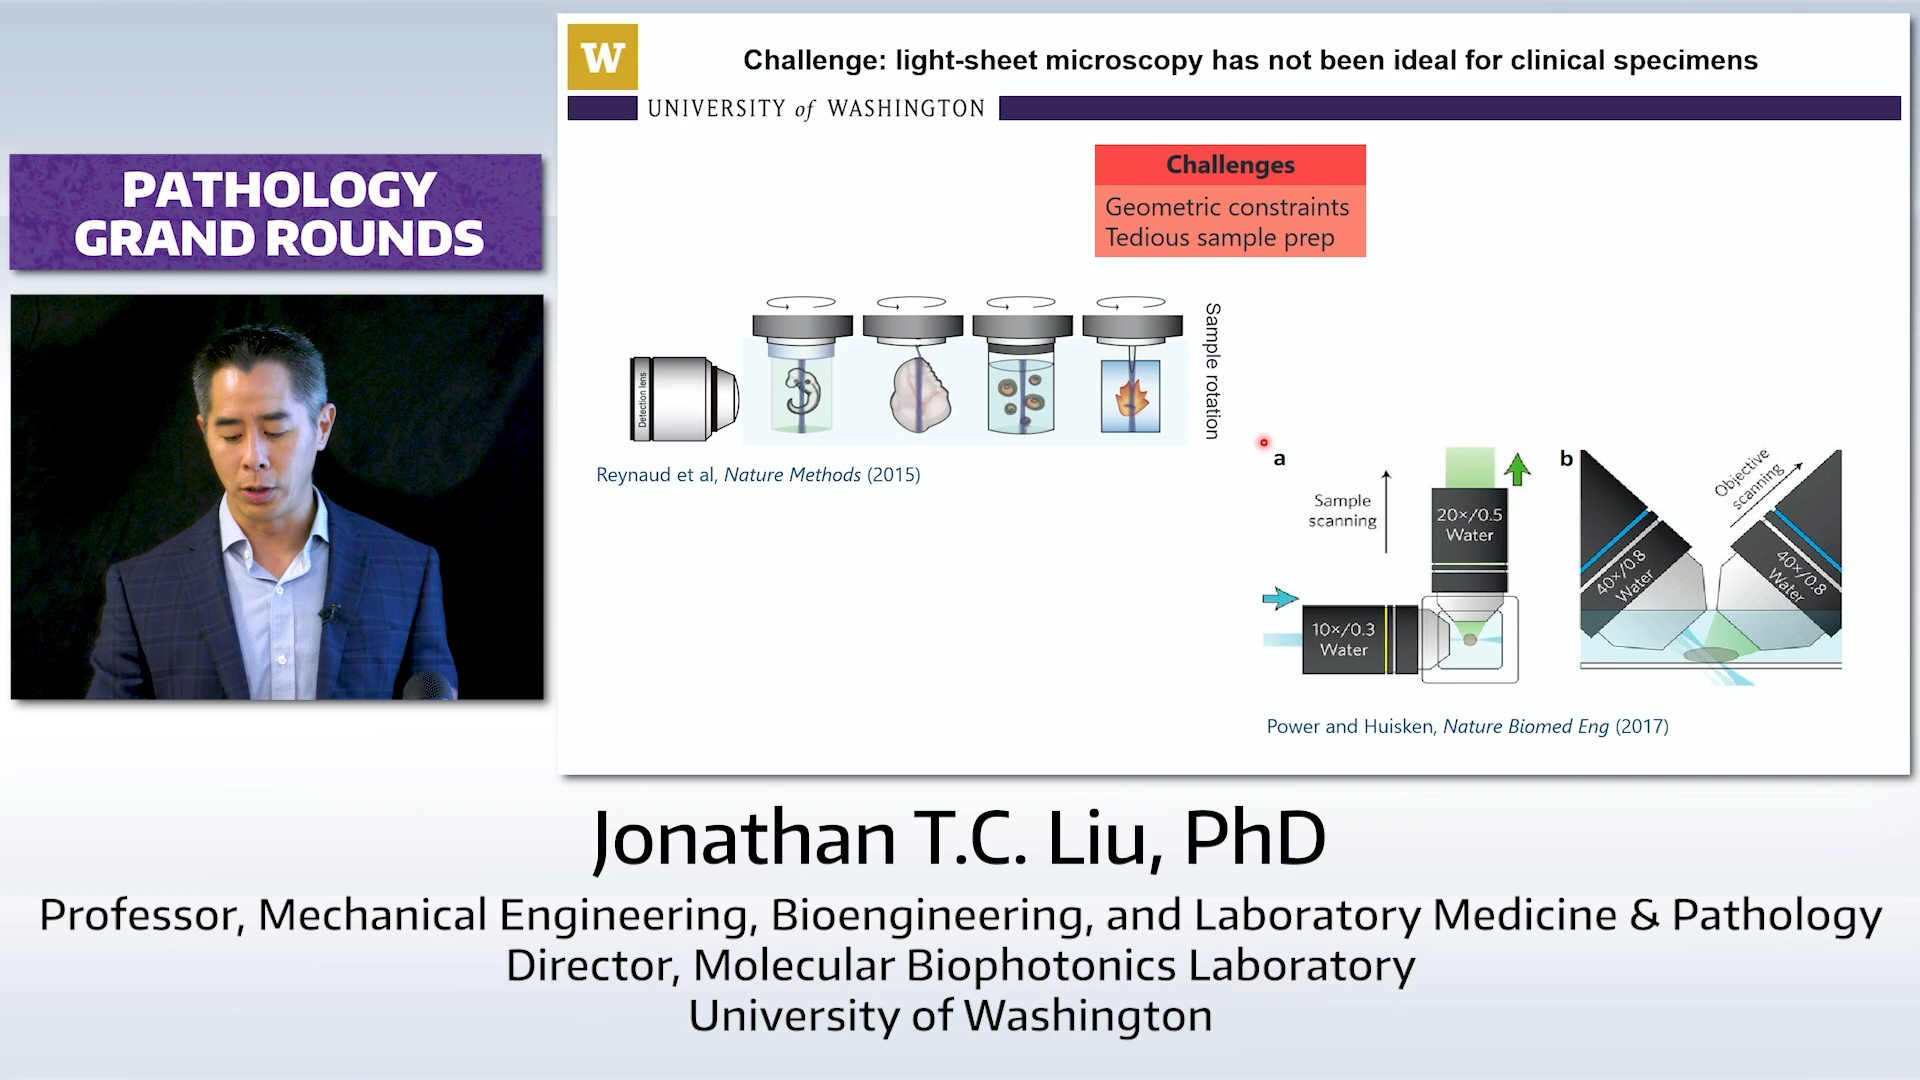 PATHOLOGY
GRAND ROUNDS
W
UNIVERSITY of WASHINGTON
Challenge: light-sheet microscopy has not been ideal for clinical specimens
Challenges
Geometric constraints
Tedious sample prep
Detection lens
Sample rotation
Reynaud et al, Nature Methods (2015)
a
Sample
scanning
20×/0.5
Water
10×/0.3
Water
b
Objective
scanning
40×/0.8
Water
40×/0.8
Water
Power and Huisken, Nature Biomed Eng (2017)
Jonathan T.C. Liu, PhD
Professor, Mechanical Engineering, Bioengineering, and Laboratory Medicine & Pathology
Director, Molecular Biophotonics Laboratory
University of Washington